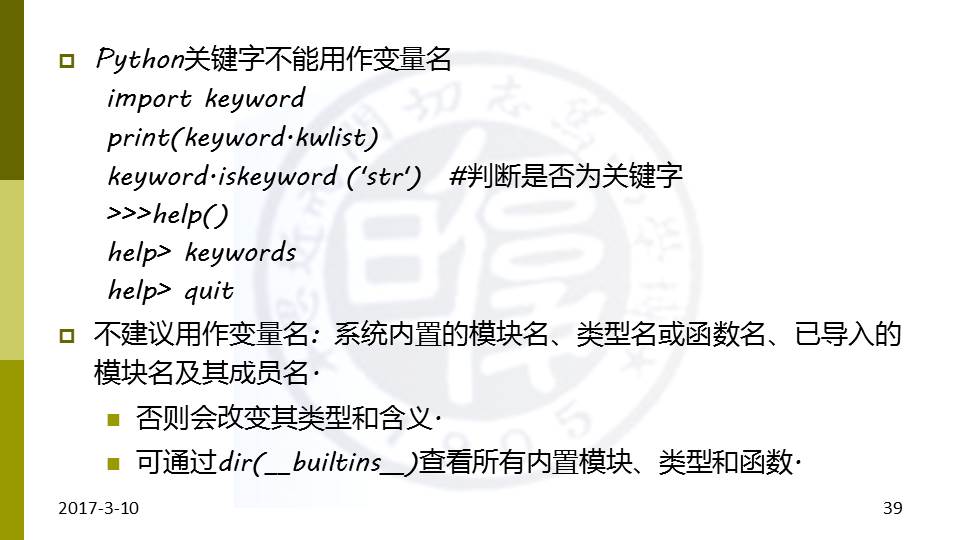 Python关键字不能用作变量名
import keyword
print(keyword.kwlist)
keyword.iskeyword ('str') #判断是否为关键字
>>>help()
help> keywords
help> quit
不建议用作变量名：系统内置的模块名、类型名或函数名、已导入的
模块名及其成员名.
否则会改变其类型和含义.
可通过dir(__builtins__)查看所有内置模块、类型和函数.
2017-3-10
39
1905